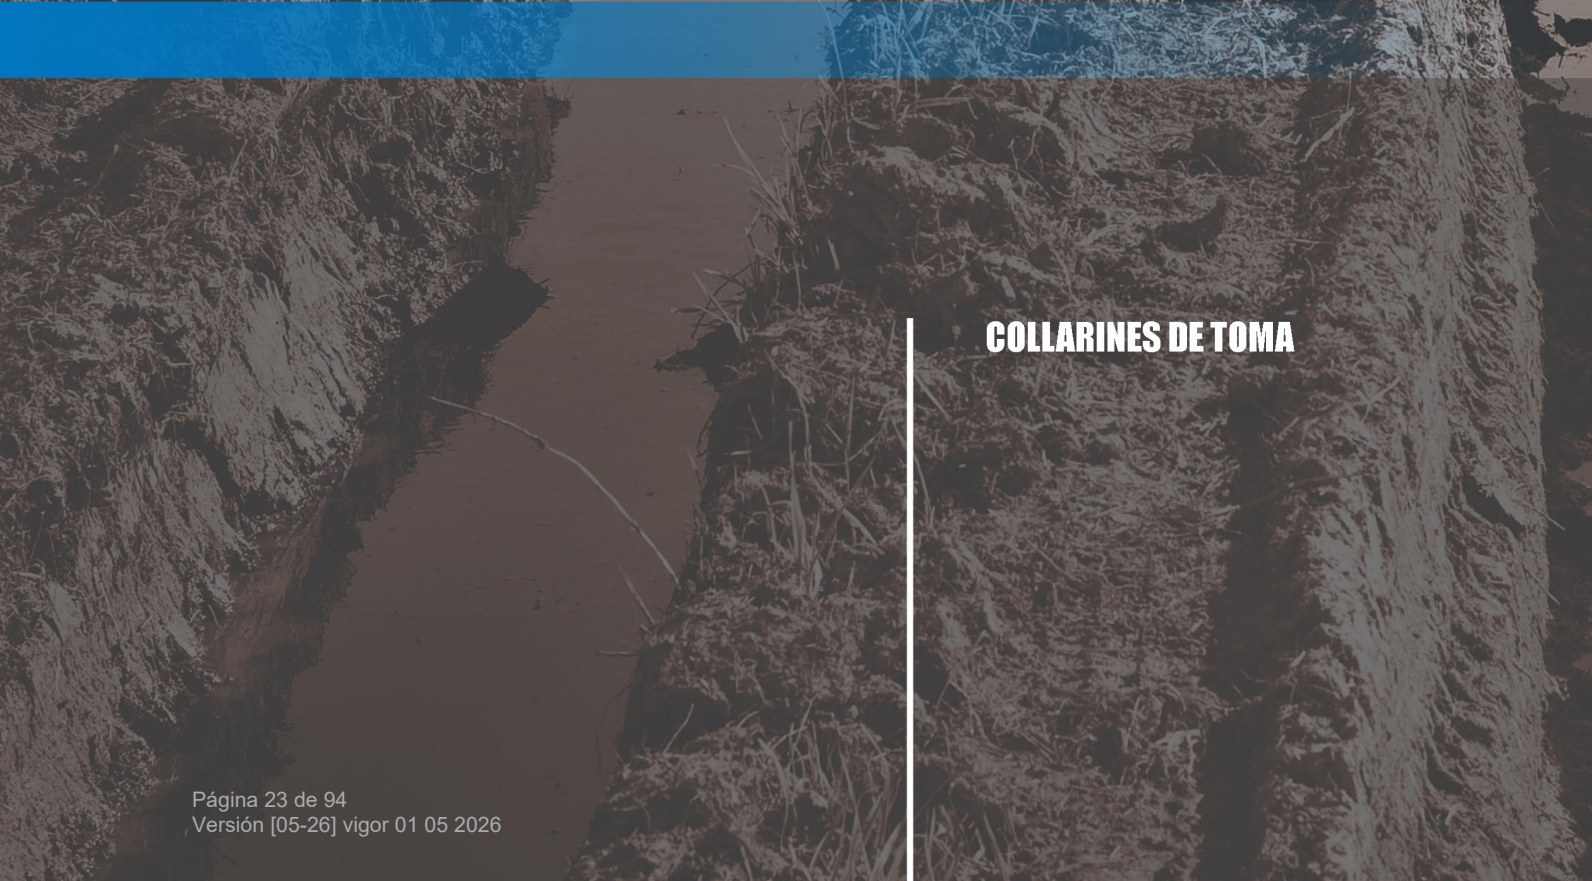 COLLARINES DE TOMA
Página 23 de 94
Versión [05-26] vigor 01 05 2026